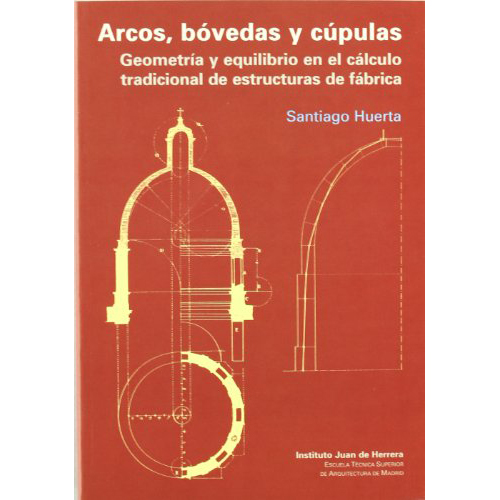 Arcos, bóvedas y cúpulas
Geometría y equilibrio en el cálculo
tradicional de estructuras de fábrica
Santiago Huerta
Instituto Juan de Herrera
ESCUELA TÉCNICA SUPERIOR
DE ARQUITECTURA DE MADRID